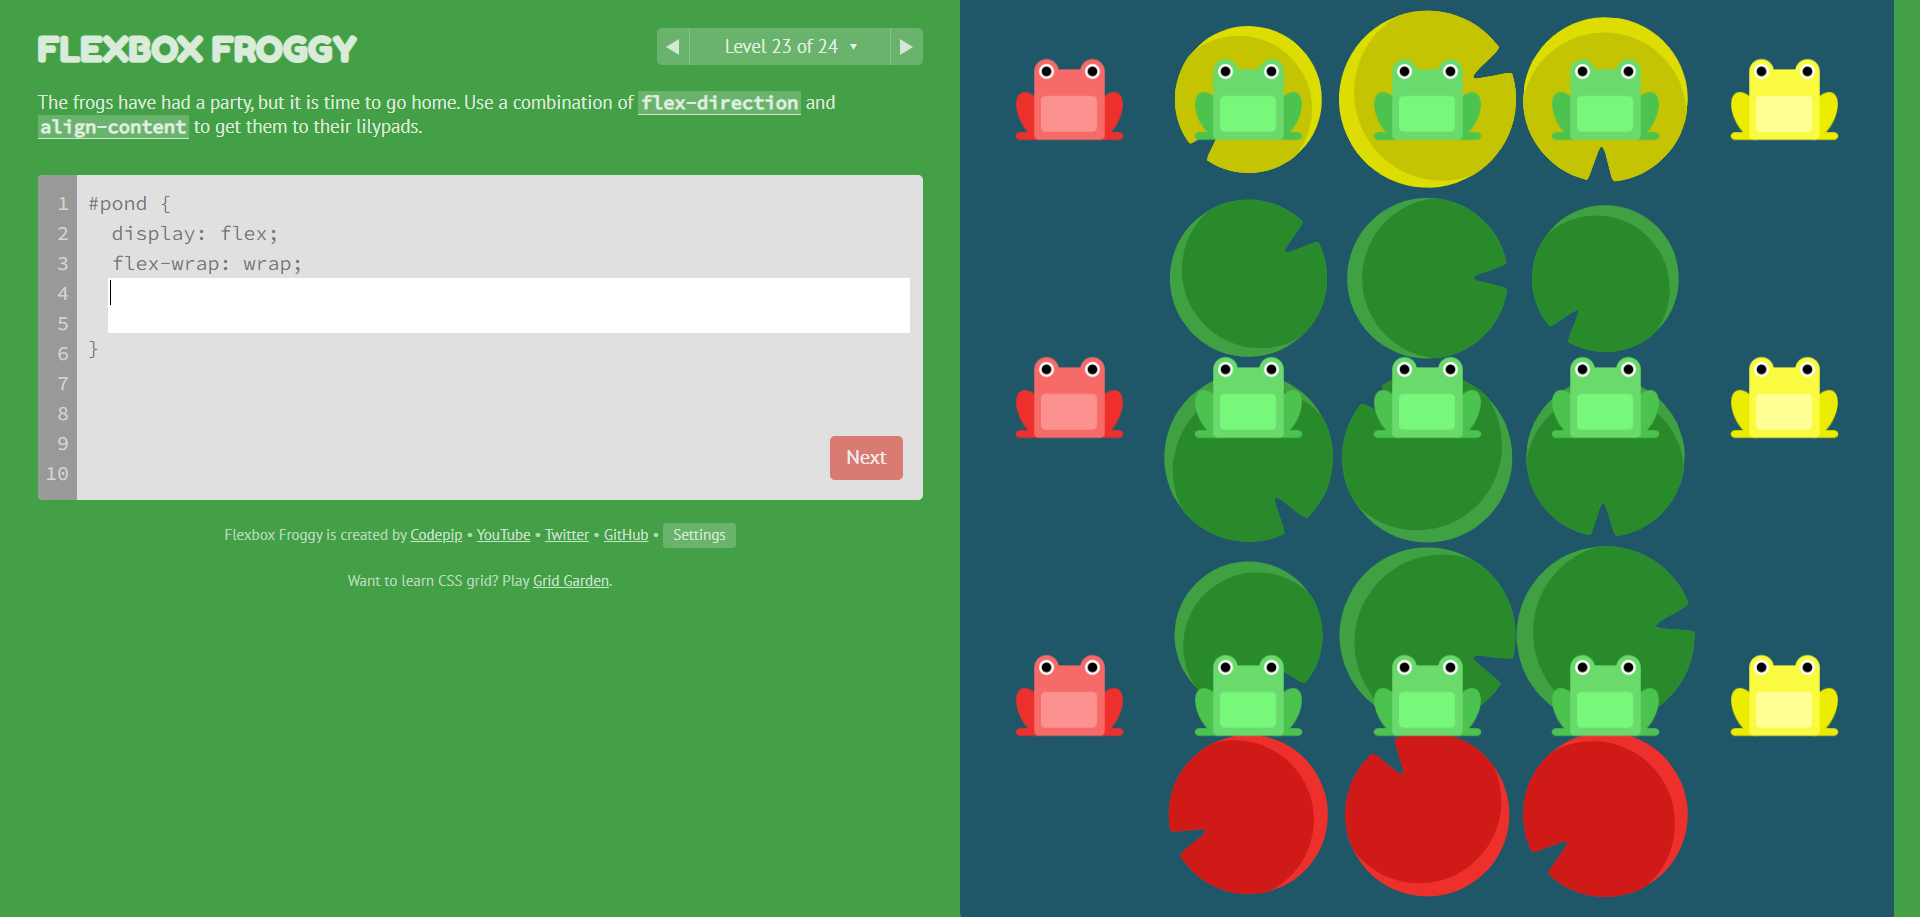 FLEXBOX FROGGY
◀ Level 23 of 24 ▼ ▶
The frogs have had a party, but it is time to go home. Use a combination of flex-direction and
align-content to get them to their lilypads.
1 #pond {
2 display: flex;
3 flex-wrap: wrap;
4
5
6 }
7
8
9
10
Next
Flexbox Froggy is created by Codepip • YouTube • Twitter • GitHub • Settings
Want to learn CSS grid? Play Grid Garden.